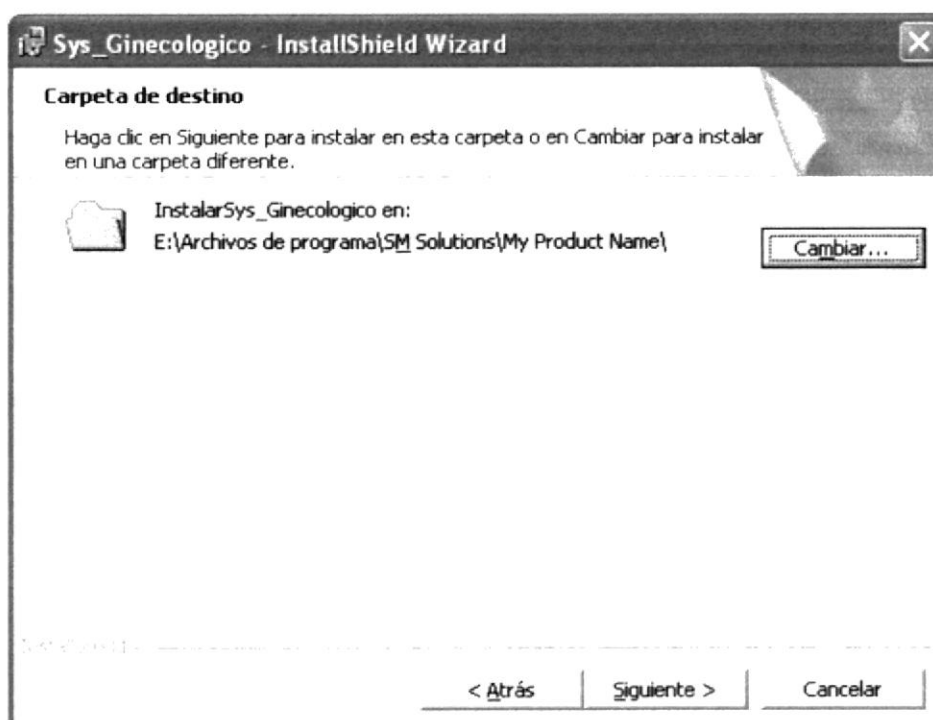 Sys_Ginecologico - InstallShield Wizard
Carpeta de destino
Haga clic en Siguiente para instalar en esta carpeta o en Cambiar para instalar
en una carpeta diferente.
InstalarSys_Ginecologico en:
E:\Archivos de programa\SM Solutions\My Product Name\
Cambiar...
< Atrás
Siguiente >
Cancelar